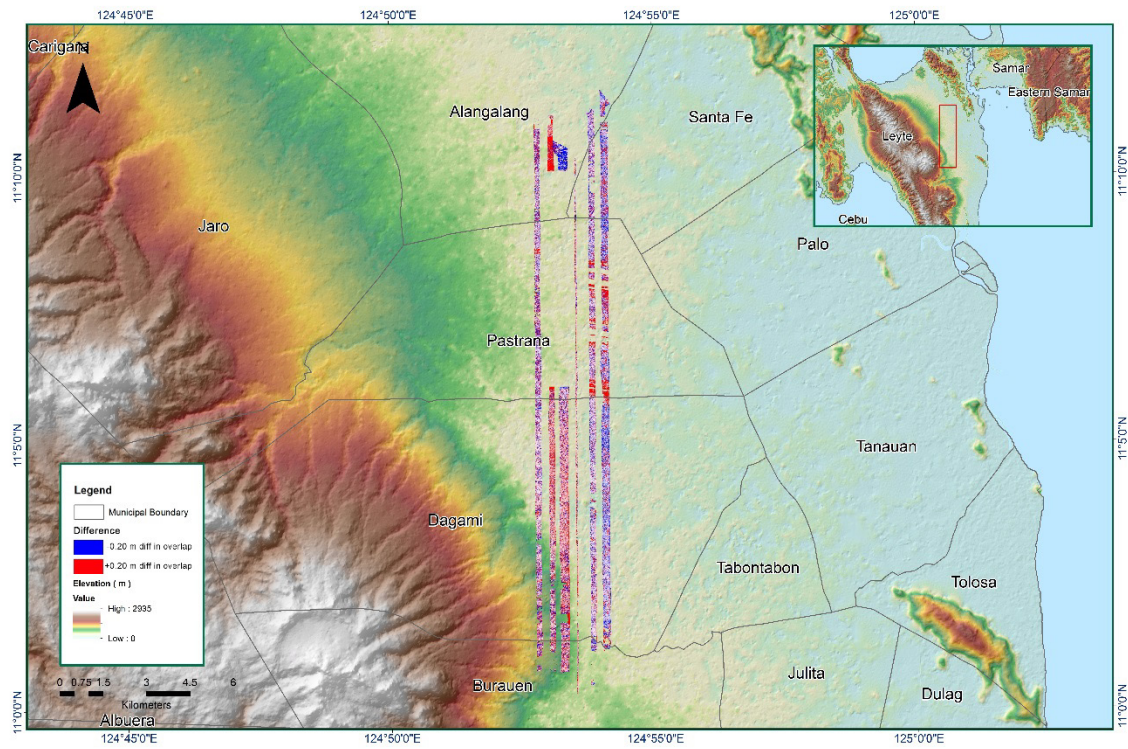 124°45'0"E 124°50'0"E 124°55'0"E 125°0'0"E
Carigara
N
Alangalang
Santa Fe
Samar
Eastern Samar
Leyte
Cebu
11°10'0"N 11°10'0"N
Jaro
Palo
Pastrana
11°5'0"N 11°5'0"N
Tanauan
Dagami
Tabontabon
Tolosa
Julita
Burauen
Dulag
Albuera
11°0'0"N 11°0'0"N
Legend
Municipal Boundary
Difference
-0.20 m diff in overlap
+0.20 m diff in overlap
Elevation ( m )
Value
High : 2935
Low : 0
0 0.75 1.5 3 4.5 6
Kilometers
124°45'0"E 124°50'0"E 124°55'0"E 125°0'0"E